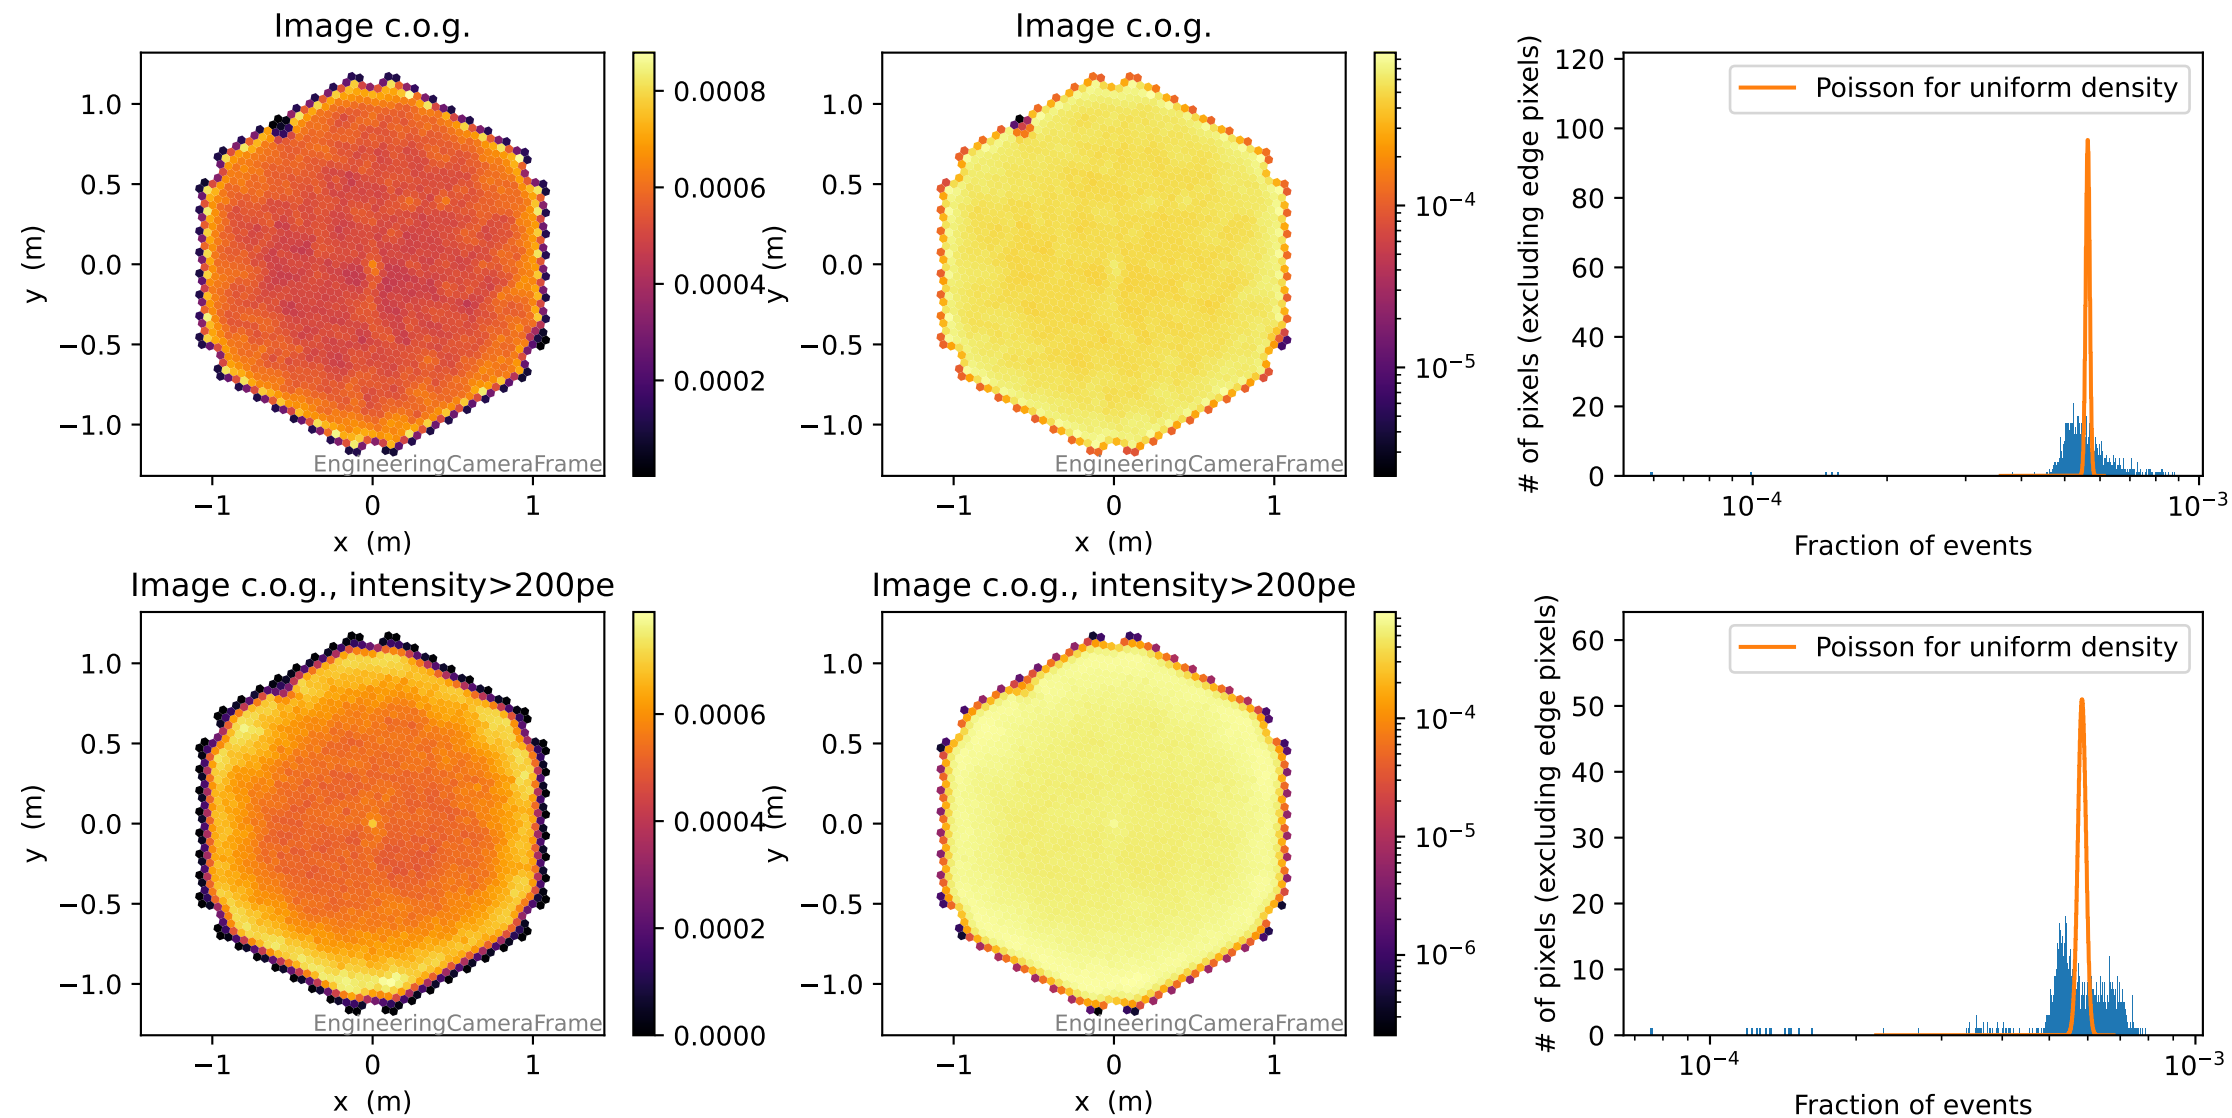 Image c.o.g.
1.0
0.5
0.0
−0.5
−1.0
y (m)
−1
0
1
x (m)
EngineeringCameraFrame
0.0008
0.0006
0.0004
0.0002
Image c.o.g.
1.0
0.5
0.0
−0.5
−1.0
y (m)
−1
0
1
x (m)
EngineeringCameraFrame
10⁻⁴
10⁻⁵
# of pixels (excluding edge pixels)
120
100
80
60
40
20
0
Poisson for uniform density
10⁻⁴
10⁻³
Fraction of events
Image c.o.g., intensity>200pe
1.0
0.5
0.0
−0.5
−1.0
y (m)
−1
0
1
x (m)
EngineeringCameraFrame
0.0006
0.0004
0.0002
0.0000
Image c.o.g., intensity>200pe
1.0
0.5
0.0
−0.5
−1.0
y (m)
−1
0
1
x (m)
EngineeringCameraFrame
10⁻⁴
10⁻⁵
10⁻⁶
# of pixels (excluding edge pixels)
60
50
40
30
20
10
0
Poisson for uniform density
10⁻⁴
10⁻³
Fraction of events